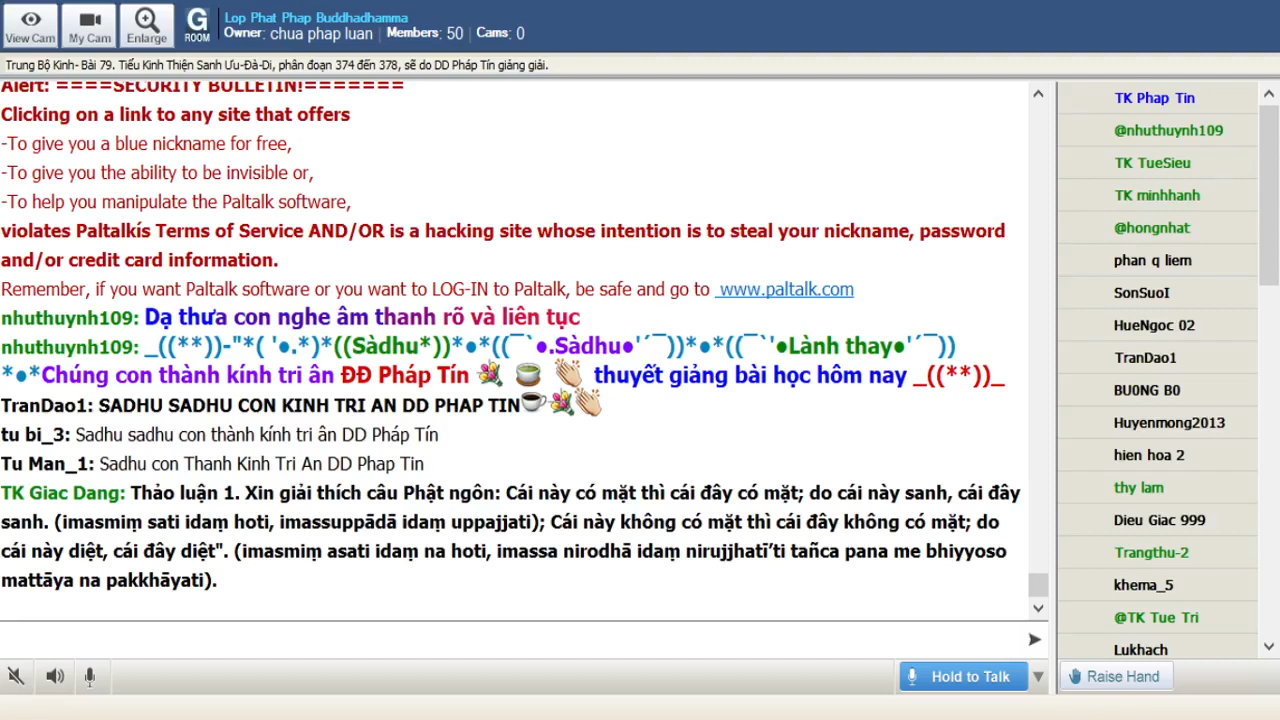 View Cam
My Cam
Enlarge
G
ROOM
Lop Phat Phap Buddhadhamma
Owner: chua phap luan | Members: 50 | Cams: 0
Trung Bộ Kinh- Bài 79. Tiểu Kinh Thiện Sanh Ưu-Đà-Di, phân đoạn 374 đến 378, sẽ do DD Pháp Tín giảng giải.
Alert: ====SECURITY BULLETIN!=======
Clicking on a link to any site that offers
-To give you a blue nickname for free,
-To give you the ability to be invisible or,
-To help you manipulate the Paltalk software,
violates Paltalkís Terms of Service AND/OR is a hacking site whose intention is to steal your nickname, password
and/or credit card information.
Remember, if you want Paltalk software or you want to LOG-IN to Paltalk, be safe and go to www.paltalk.com
nhuthuynh109: Dạ thưa con nghe âm thanh rõ và liên tục
nhuthuynh109: _((**))-"*( '●.*)*((Sàdhu*))*●*((¯`●.Sàdhu●'´¯))*●*((¯`'●Lành thay●'´¯))
*●*Chúng con thành kính tri ân ĐĐ Pháp Tín 💐 🍵 👏 thuyết giảng bài học hôm nay _((**))_
TranDao1: SADHU SADHU CON KINH TRI AN DD PHAP TIN☕💐👏
tu bi_3: Sadhu sadhu con thành kính tri ân DD Pháp Tín
Tu Man_1: Sadhu con Thanh Kinh Tri An DD Phap Tin
TK Giac Dang: Thảo luận 1. Xin giải thích câu Phật ngôn: Cái này có mặt thì cái đây có mặt; do cái này sanh, cái đây
sanh. (imasmiṃ sati idaṃ hoti, imassuppādā idaṃ uppajjati); Cái này không có mặt thì cái đây không có mặt; do
cái này diệt, cái đây diệt". (imasmiṃ asati idaṃ na hoti, imassa nirodhā idaṃ nirujjhatī’ti tañca pana me bhiyyoso
mattāya na pakkhāyati).
Hold to Talk
TK Phap Tin
@nhuthuynh109
TK TueSieu
TK minhhanh
@hongnhat
phan q liem
SonSuoI
HueNgoc 02
TranDao1
BU0NG B0
Huyenmong2013
hien hoa 2
thy lam
Dieu Giac 999
Trangthu-2
khema_5
@TK Tue Tri
Lukhach
Raise Hand